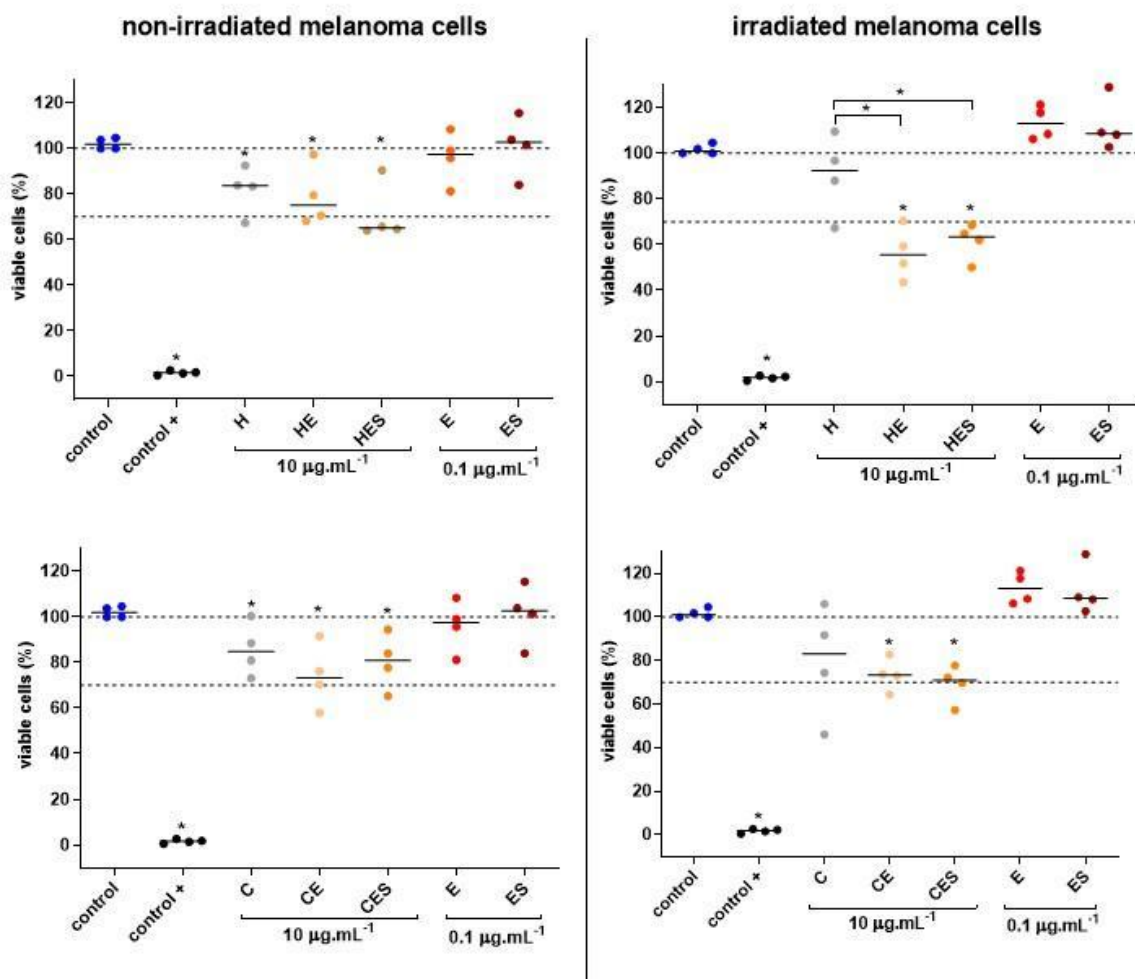 non-irradiated melanoma cells
irradiated melanoma cells
viable cells (%)
120
100
80
60
40
20
0
* * * *
control
control +
H
HE
HES
E
ES
10 µg.mL⁻¹
0.1 µg.mL⁻¹
viable cells (%)
120
100
80
60
40
20
0
* * * * *
control
control +
H
HE
HES
E
ES
10 µg.mL⁻¹
0.1 µg.mL⁻¹
viable cells (%)
120
100
80
60
40
20
0
* * * *
control
control +
C
CE
CES
E
ES
10 µg.mL⁻¹
0.1 µg.mL⁻¹
viable cells (%)
120
100
80
60
40
20
0
* * *
control
control +
C
CE
CES
E
ES
10 µg.mL⁻¹
0.1 µg.mL⁻¹